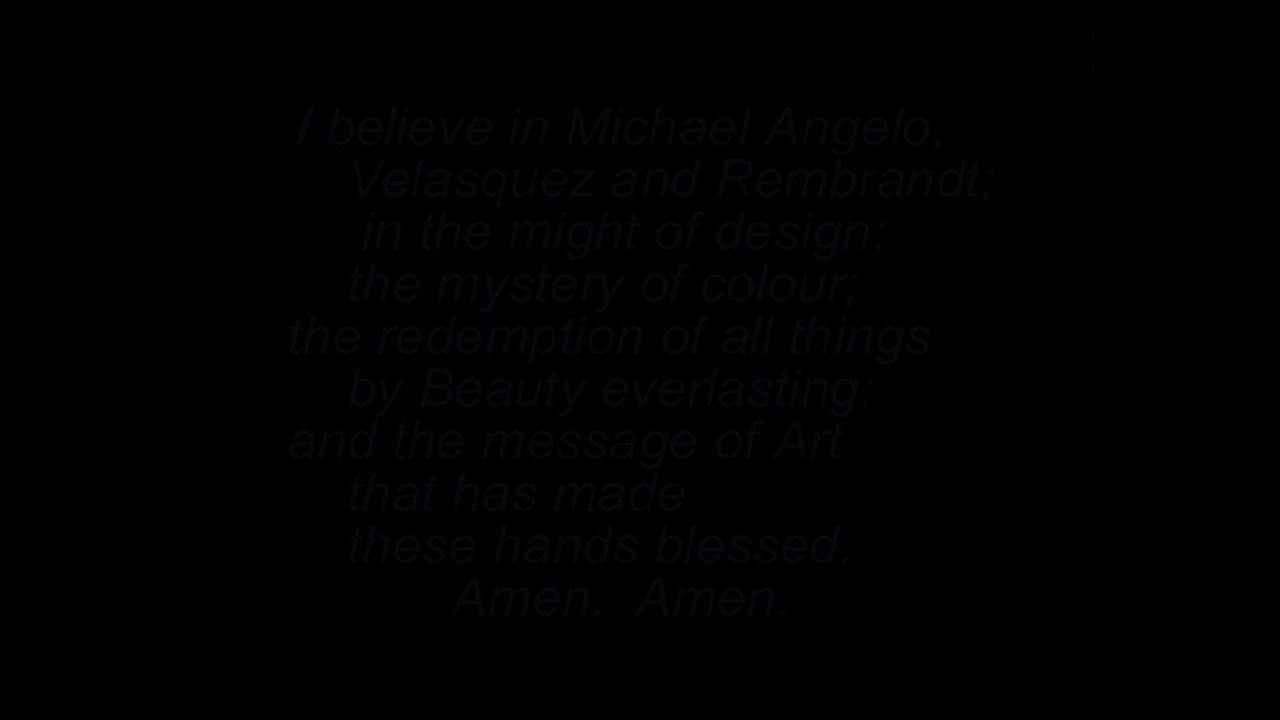 I believe in Michael Angelo,
Velasquez and Rembrandt;
in the might of design;
the mystery of colour;
the redemption of all things
by Beauty everlasting;
and the message of Art
that has made
these hands blessed.
Amen. Amen.